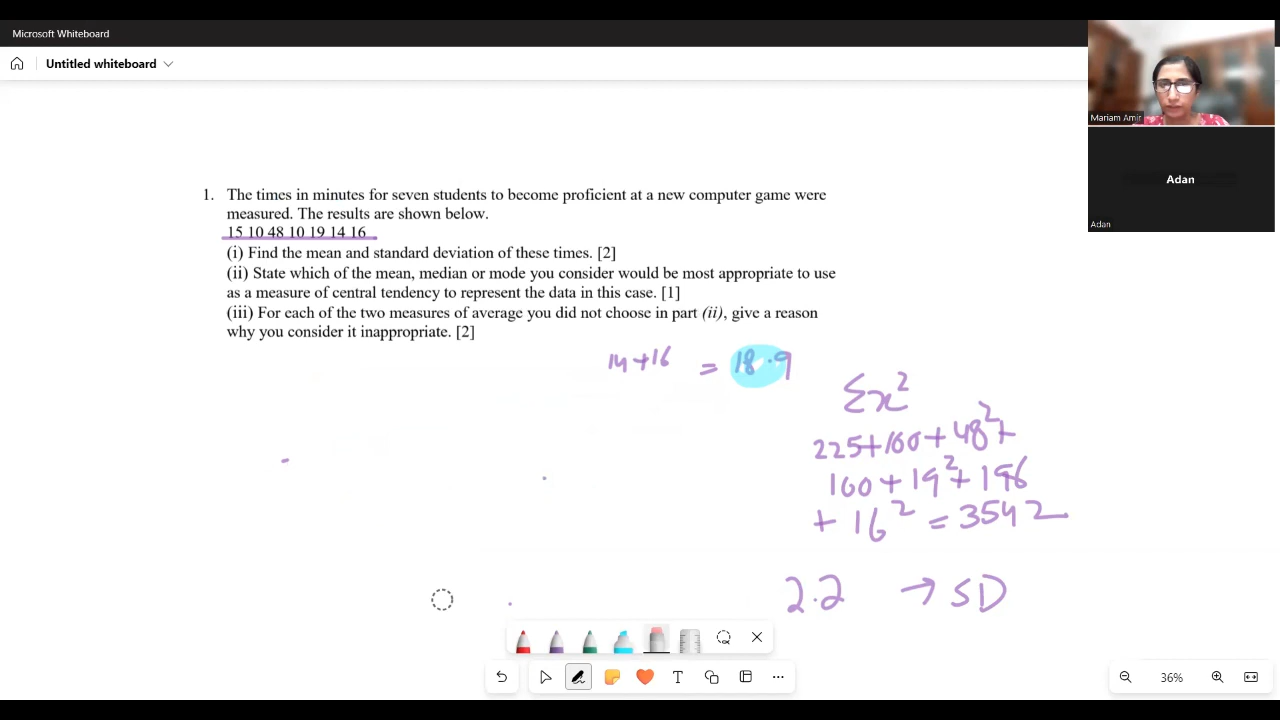 Microsoft Whiteboard
Untitled whiteboard
Mariam Amir
Adan
Adan
1. The times in minutes for seven students to become proficient at a new computer game were
measured. The results are shown below.
15 10 48 10 19 14 16
(i) Find the mean and standard deviation of these times. [2]
(ii) State which of the mean, median or mode you consider would be most appropriate to use
as a measure of central tendency to represent the data in this case. [1]
(iii) For each of the two measures of average you did not choose in part (ii), give a reason
why you consider it inappropriate. [2]
14+16 = 18.9
Σx²
225+100+48²+
100+19²+196
+16² = 3542
2.2 → SD
36%